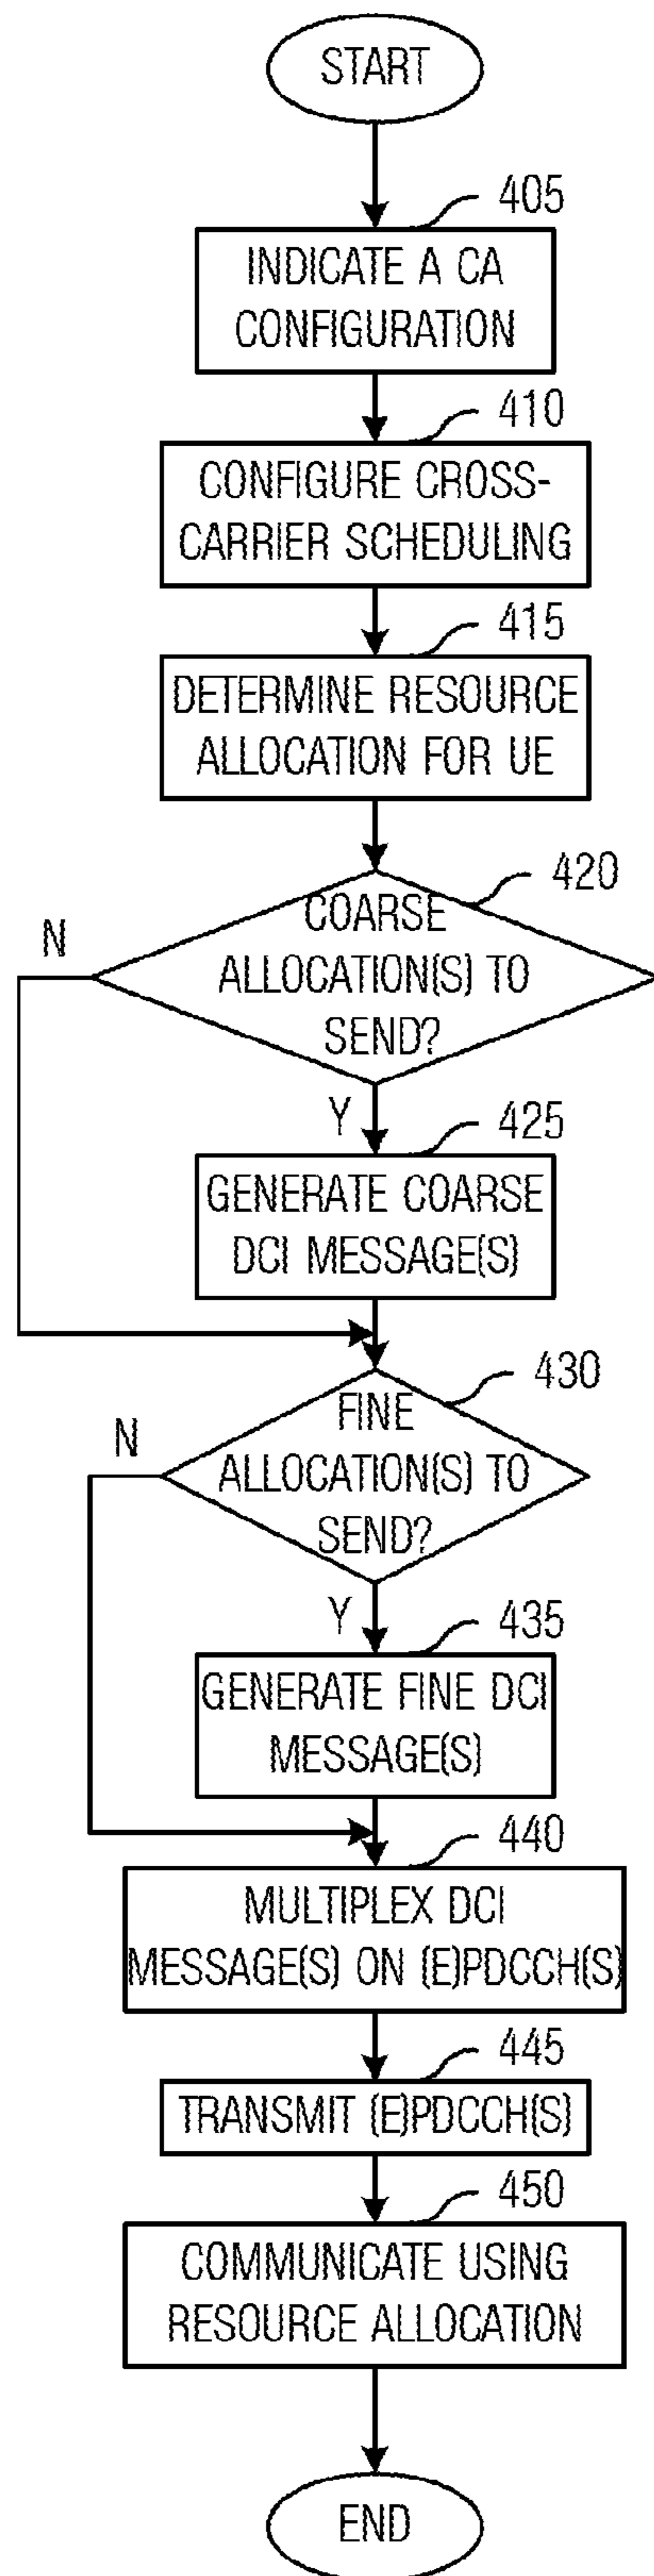 START
405
INDICATE A CA
CONFIGURATION
410
CONFIGURE CROSS-
CARRIER SCHEDULING
415
DETERMINE RESOURCE
ALLOCATION FOR UE
420
N
COARSE
ALLOCATION(S) TO
SEND?
Y
425
GENERATE COARSE
DCI MESSAGE(S)
430
N
FINE
ALLOCATION(S) TO
SEND?
Y
435
GENERATE FINE DCI
MESSAGE(S)
440
MULTIPLEX DCI
MESSAGE(S) ON (E)PDCCH(S)
445
TRANSMIT (E)PDCCH(S)
450
COMMUNICATE USING
RESOURCE ALLOCATION
END